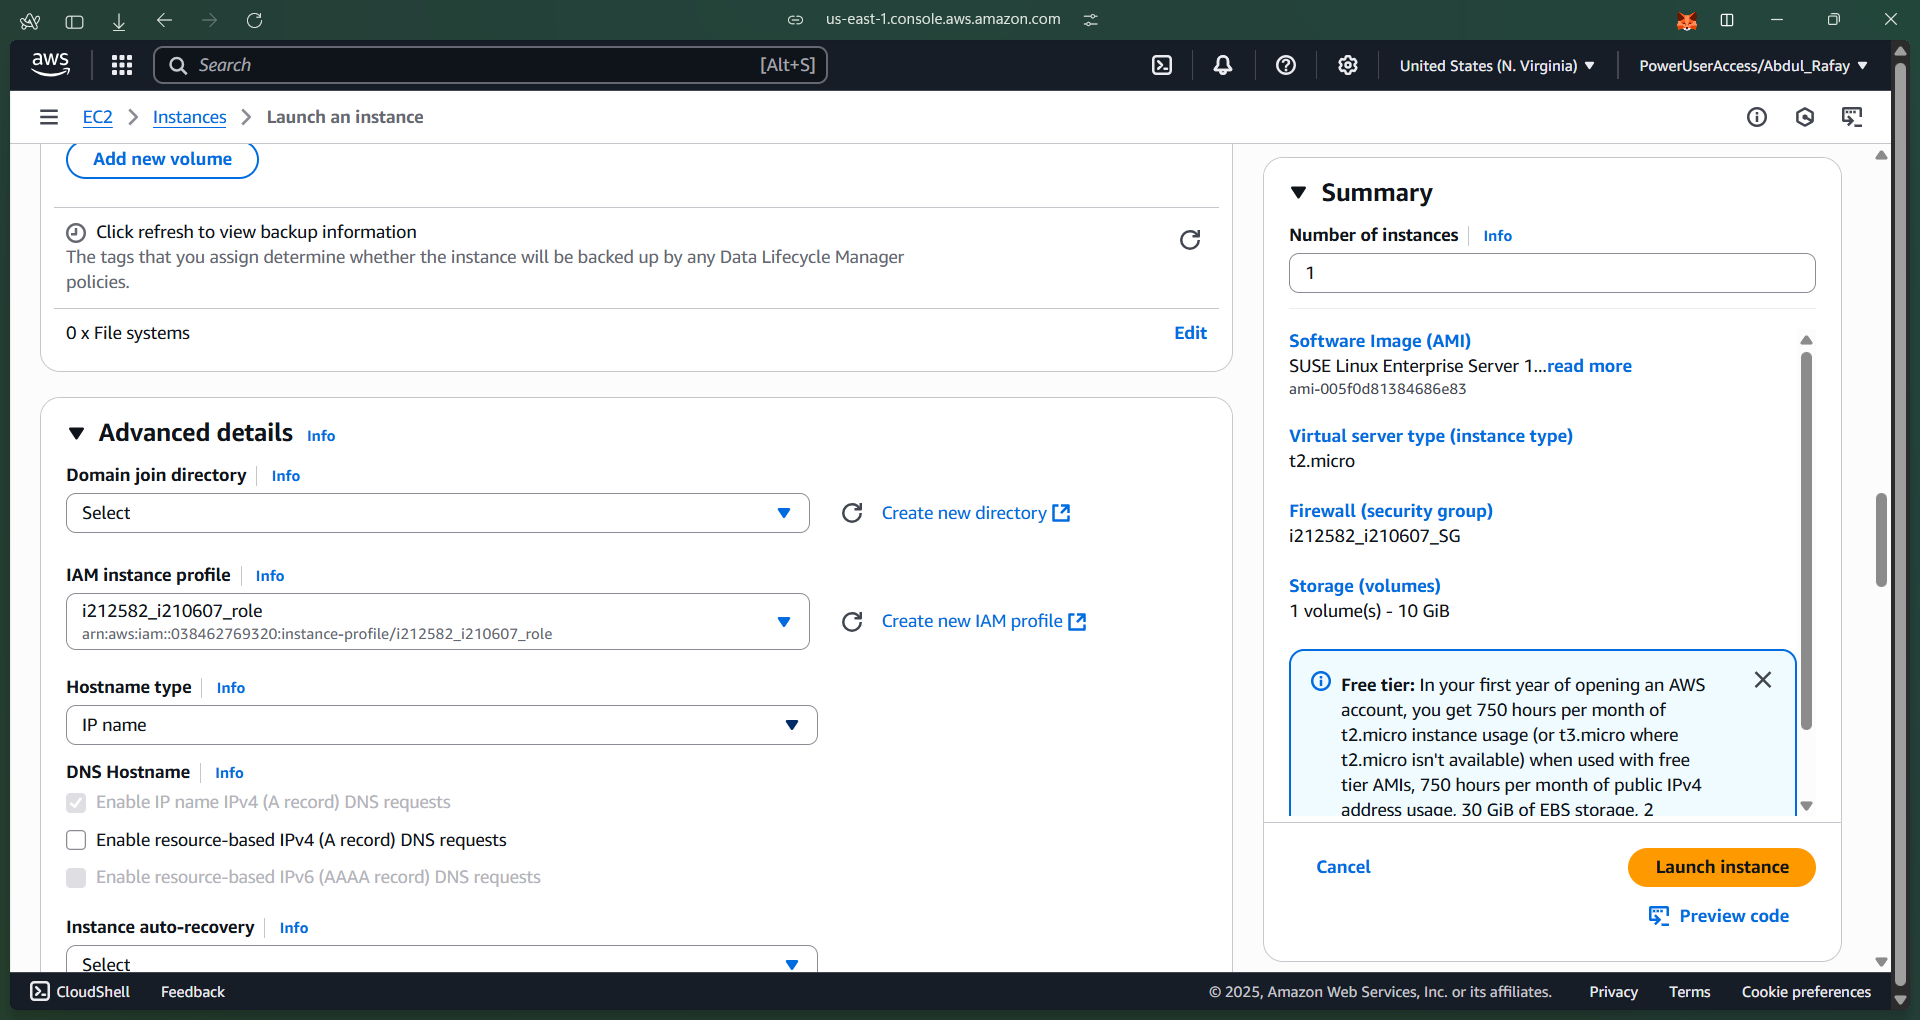 us-east-1.console.aws.amazon.com
aws
Search
[Alt+S]
United States (N. Virginia)
PowerUserAccess/Abdul_Rafay
EC2
Instances
Launch an instance
Add new volume
Click refresh to view backup information
The tags that you assign determine whether the instance will be backed up by any Data Lifecycle Manager
policies.
0 x File systems
Edit
Advanced details
Info
Domain join directory
Info
Select
Create new directory
IAM instance profile
Info
i212582_i210607_role
arn:aws:iam::038462769320:instance-profile/i212582_i210607_role
Create new IAM profile
Hostname type
Info
IP name
DNS Hostname
Info
Enable IP name IPv4 (A record) DNS requests
Enable resource-based IPv4 (A record) DNS requests
Enable resource-based IPv6 (AAAA record) DNS requests
Instance auto-recovery
Info
Select
Summary
Number of instances
Info
1
Software Image (AMI)
SUSE Linux Enterprise Server 1...read more
ami-005f0d81384686e83
Virtual server type (instance type)
t2.micro
Firewall (security group)
i212582_i210607_SG
Storage (volumes)
1 volume(s) - 10 GiB
Free tier: In your first year of opening an AWS
account, you get 750 hours per month of
t2.micro instance usage (or t3.micro where
t2.micro isn't available) when used with free
tier AMIs, 750 hours per month of public IPv4
address usage, 30 GiB of EBS storage, 2
Cancel
Launch instance
Preview code
CloudShell
Feedback
© 2025, Amazon Web Services, Inc. or its affiliates.
Privacy
Terms
Cookie preferences